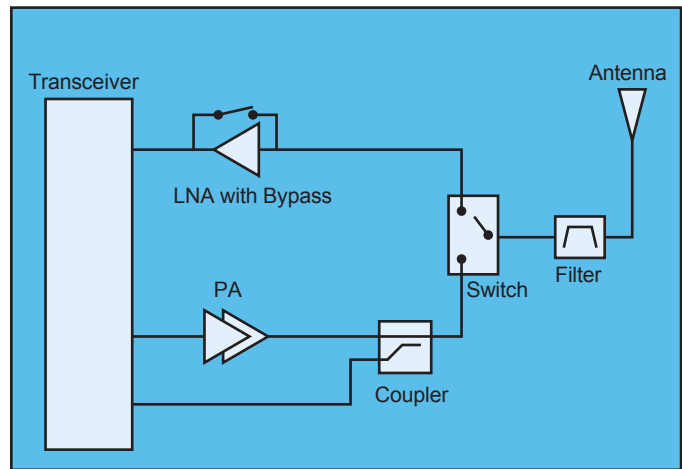 Transceiver
Antenna
LNA with Bypass
Switch
Filter
PA
Coupler